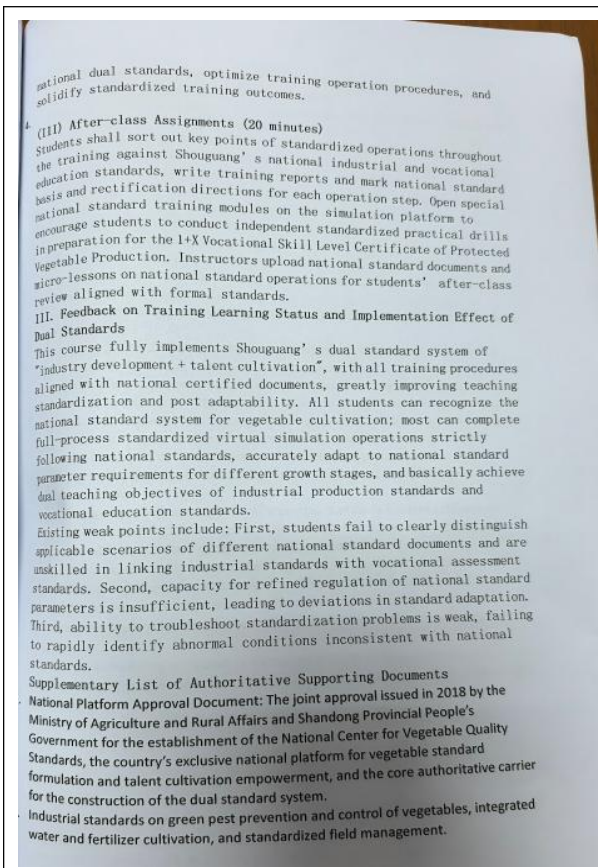 national dual standards, optimize training operation procedures, and
solidify standardized training outcomes.
(III) After-class Assignments (20 minutes)
Students shall sort out key points of standardized operations throughout
the training against Shouguang's national industrial and vocational
education standards, write training reports and mark national standard
basis and rectification directions for each operation step. Open special
national standard training modules on the simulation platform to
encourage students to conduct independent standardized practical drills
in preparation for the 1+X Vocational Skill Level Certificate of Protected
Vegetable Production. Instructors upload national standard documents and
micro-lessons on national standard operations for students' after-class
review aligned with formal standards.
III. Feedback on Training Learning Status and Implementation Effect of
Dual Standards
This course fully implements Shouguang's dual standard system of
"industry development + talent cultivation", with all training procedures
aligned with national certified documents, greatly improving teaching
standardization and post adaptability. All students can recognize the
national standard system for vegetable cultivation; most can complete
full-process standardized virtual simulation operations strictly
following national standards, accurately adapt to national standard
parameter requirements for different growth stages, and basically achieve
dual teaching objectives of industrial production standards and
vocational education standards.
Existing weak points include: First, students fail to clearly distinguish
applicable scenarios of different national standard documents and are
unskilled in linking industrial standards with vocational assessment
standards. Second, capacity for refined regulation of national standard
parameters is insufficient, leading to deviations in standard adaptation.
Third, ability to troubleshoot standardization problems is weak, failing
to rapidly identify abnormal conditions inconsistent with national
standards.
Supplementary List of Authoritative Supporting Documents
· National Platform Approval Document: The joint approval issued in 2018 by the
Ministry of Agriculture and Rural Affairs and Shandong Provincial People's
Government for the establishment of the National Center for Vegetable Quality
Standards, the country's exclusive national platform for vegetable standard
formulation and talent cultivation empowerment, and the core authoritative carrier
for the construction of the dual standard system.
· Industrial standards on green pest prevention and control of vegetables, integrated
water and fertilizer cultivation, and standardized field management.